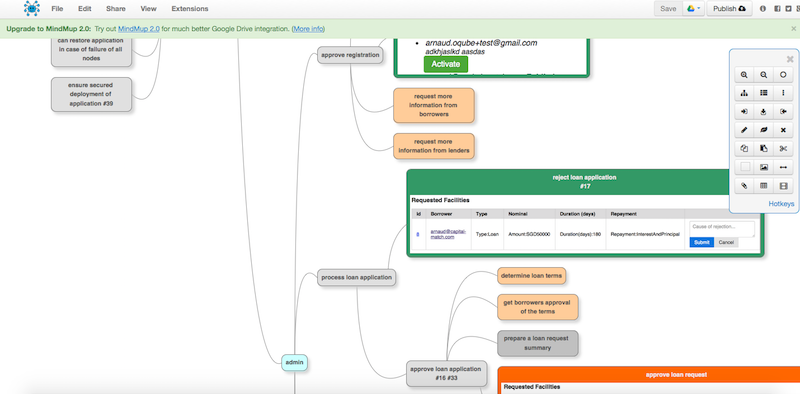 File Edit Share View Extensions
Save
Publish
Upgrade to MindMup 2.0: Try out MindMup 2.0 for much better Google Drive integration. (More info)
×
can restore application
in case of failure of all
nodes
ensure secured
deployment of
application #39
approve registration
• arnaud.oqube+test@gmail.com
adkhjaslkd aasdas
Activate
request more
information from
borrowers
request more
information from lenders
reject loan application
#17
Requested Facilities
Id Borrower Type Nominal Duration (days) Repayment
arnaud@capital-
match.com
Type:Loan Amount:SGD50000 Duration(days):180 Repayment:InterestAndPrincipal
Cause of rejection...
Submit Cancel
Hotkeys
process loan application
determine loan terms
get borrowers approval
of the terms
prepare a loan request
summary
admin
approve loan application
#16 #33
approve loan request
Requested Facilities